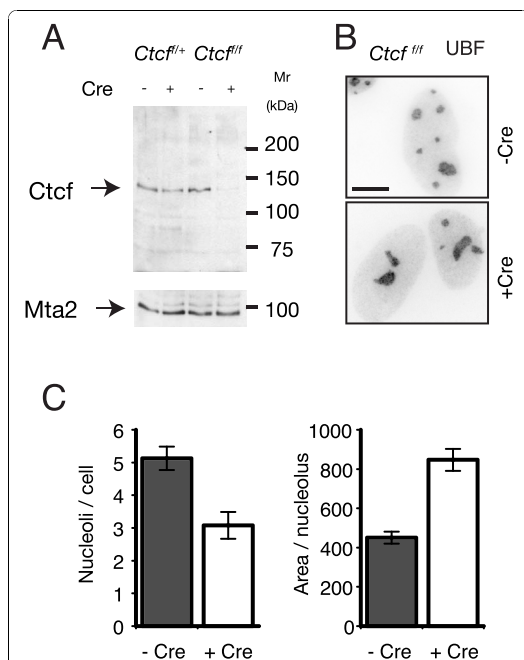 A
Ctcf f/+ Ctcf f/f
Cre - + - +
Mr
(kDa)
200
150
Ctcf
100
75
Mta2
100
B
Ctcf f/f UBF
-Cre
+Cre
C
Nucleoli / cell
6
5
4
3
2
1
0
- Cre + Cre
Area / nucleolus
1000
800
600
400
200
0
- Cre + Cre